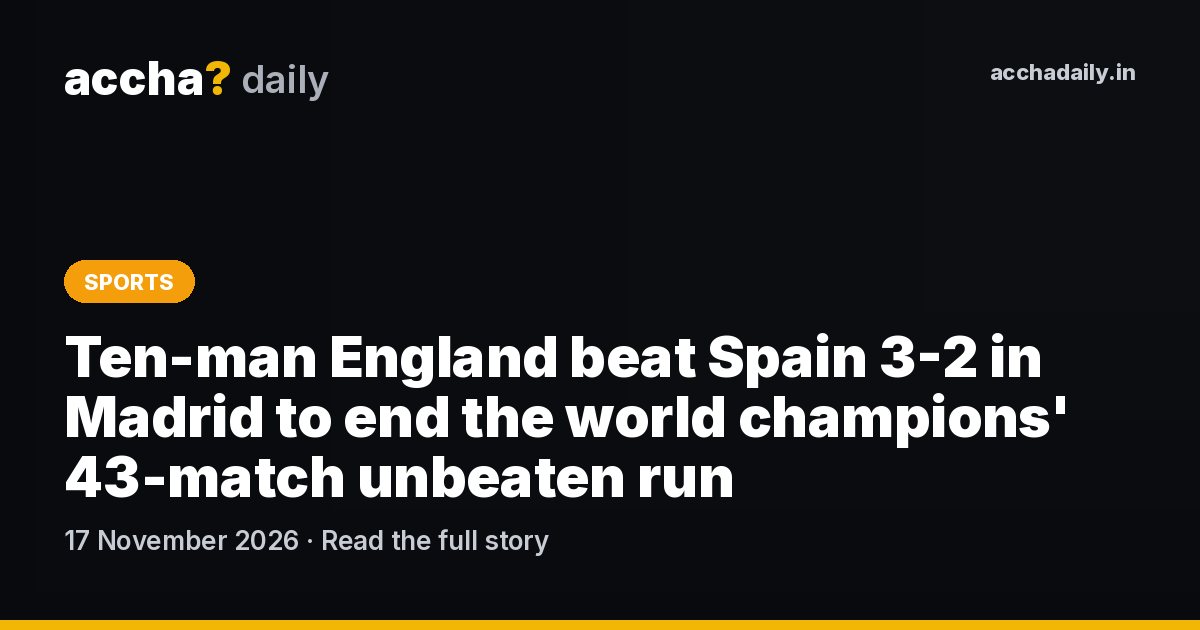 accha? daily
acchadaily.in
SPORTS
Ten-man England beat Spain 3-2 in
Madrid to end the world champions'
43-match unbeaten run
17 November 2026 · Read the full story